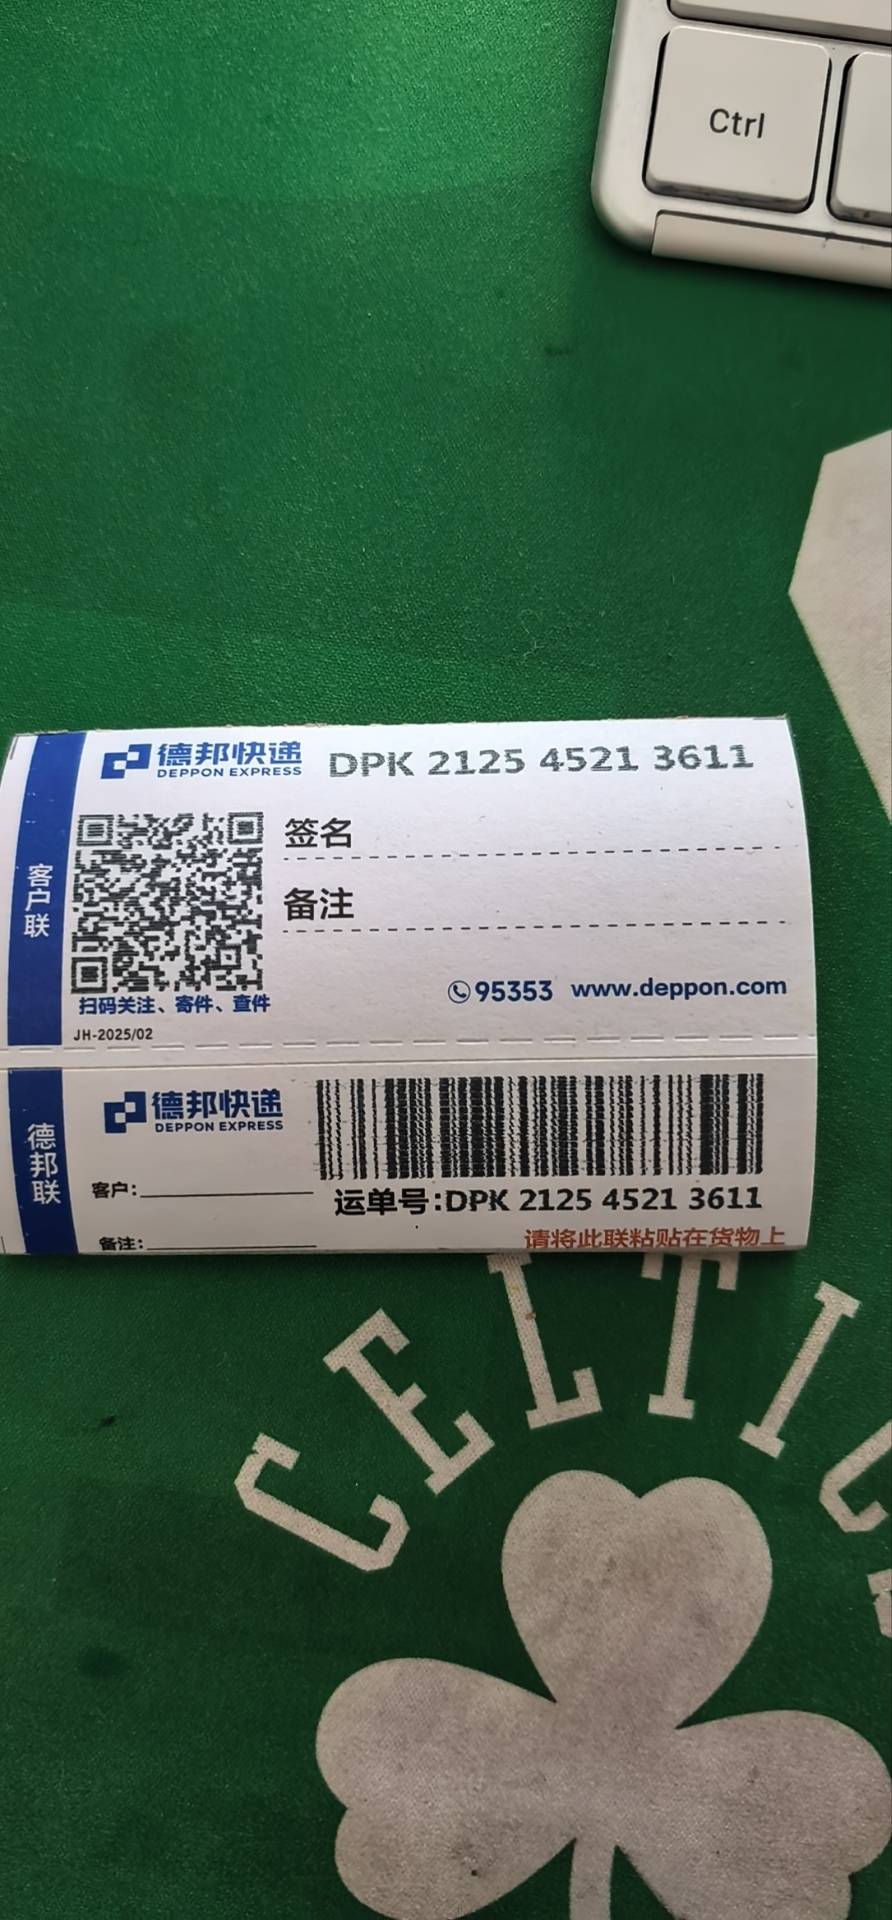 Ctrl
德邦快递
DEPPON EXPRESS
DPK 2125 4521 3611
客户联
签名
备注
扫码关注、寄件、查件
95353 www.deppon.com
JH-2025/02
德邦联
德邦快递
DEPPON EXPRESS
客户:
运单号:DPK 2125 4521 3611
备注:
请将此联粘贴在货物上
CELTIC